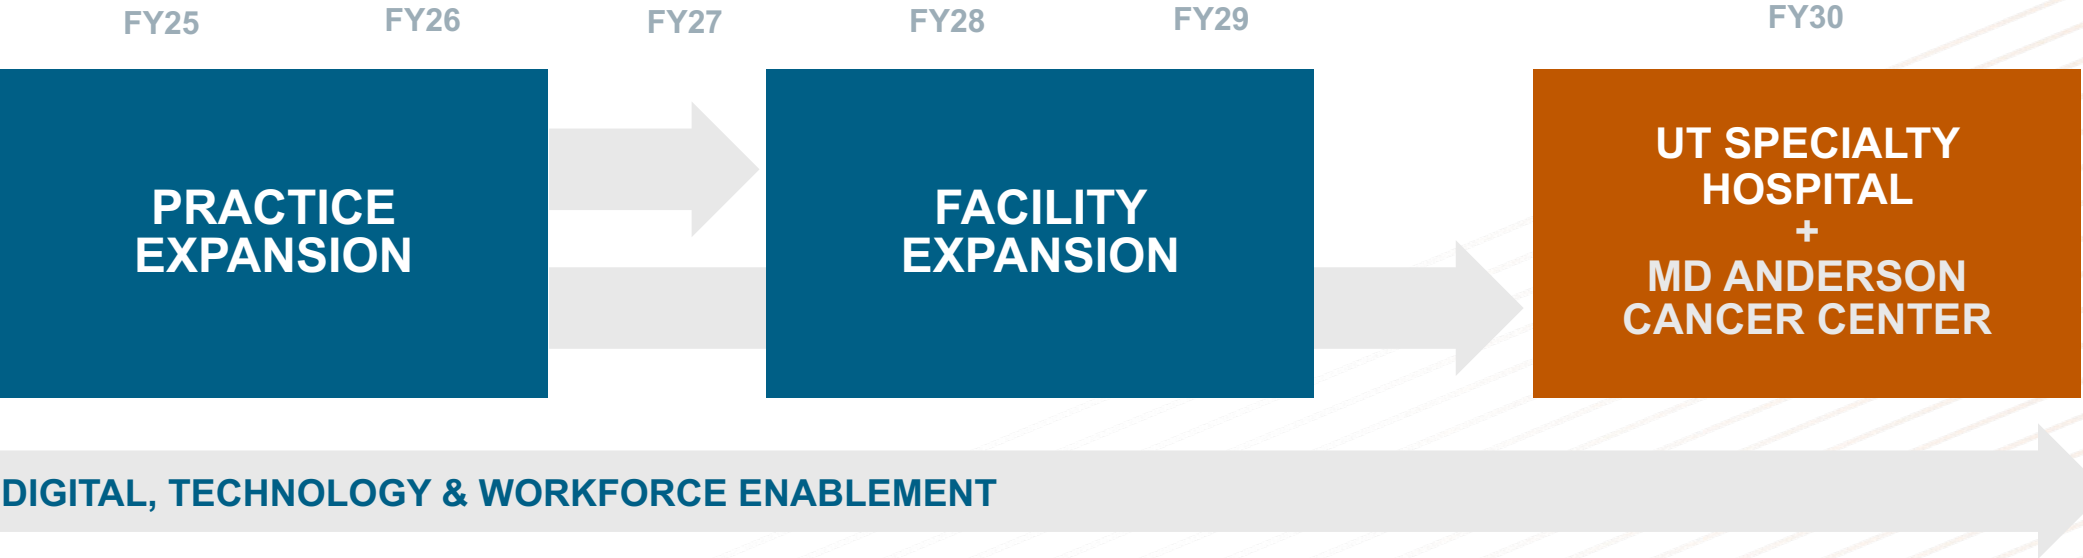 FY25 FY26 FY27 FY28 FY29 FY30
PRACTICE
EXPANSION
FACILITY
EXPANSION
UT SPECIALTY
HOSPITAL
+
MD ANDERSON
CANCER CENTER
DIGITAL, TECHNOLOGY & WORKFORCE ENABLEMENT